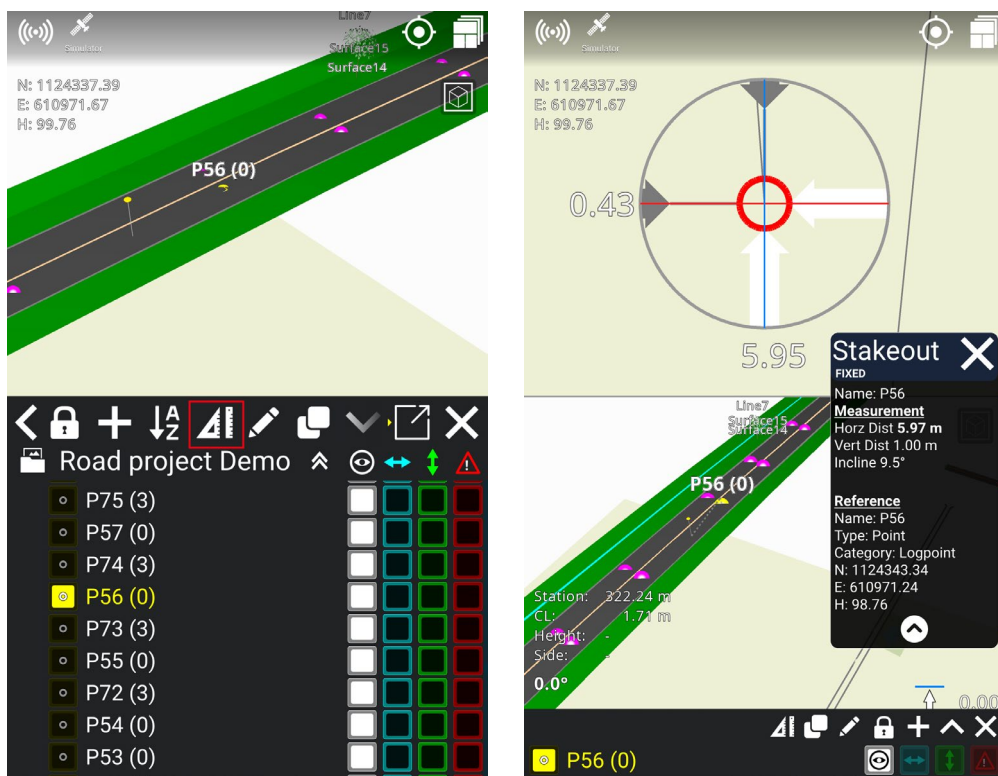 Simulator
Line7
Surface15
Surface14
N: 1124337.39
E: 610971.67
H: 99.76
P56 (0)
A
Z
Road project Demo
P75 (3)
P57 (0)
P74 (3)
P56 (0)
P73 (3)
P55 (0)
P72 (3)
P54 (0)
P53 (0)
Simulator
N: 1124337.39
E: 610971.67
H: 99.76
0.43
5.95
Stakeout
FIXED
Name: P56
Measurement
Horz Dist 5.97 m
Vert Dist 1.00 m
Incline 9.5°
Reference
Name: P56
Type: Point
Category: Logpoint
N: 1124343.34
E: 610971.24
H: 98.76
Line7
Surface15
Surface14
P56 (0)
Station: 322.24 m
CL: 1.71 m
Height: -
Side: -
0.0°
0.00
P56 (0)